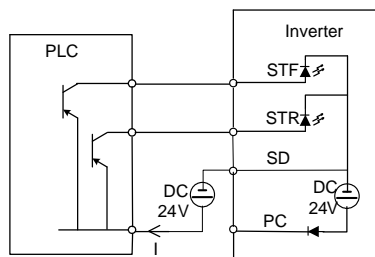 PLC
Inverter
STF
STR
SD
DC
24V
DC
24V
PC
I